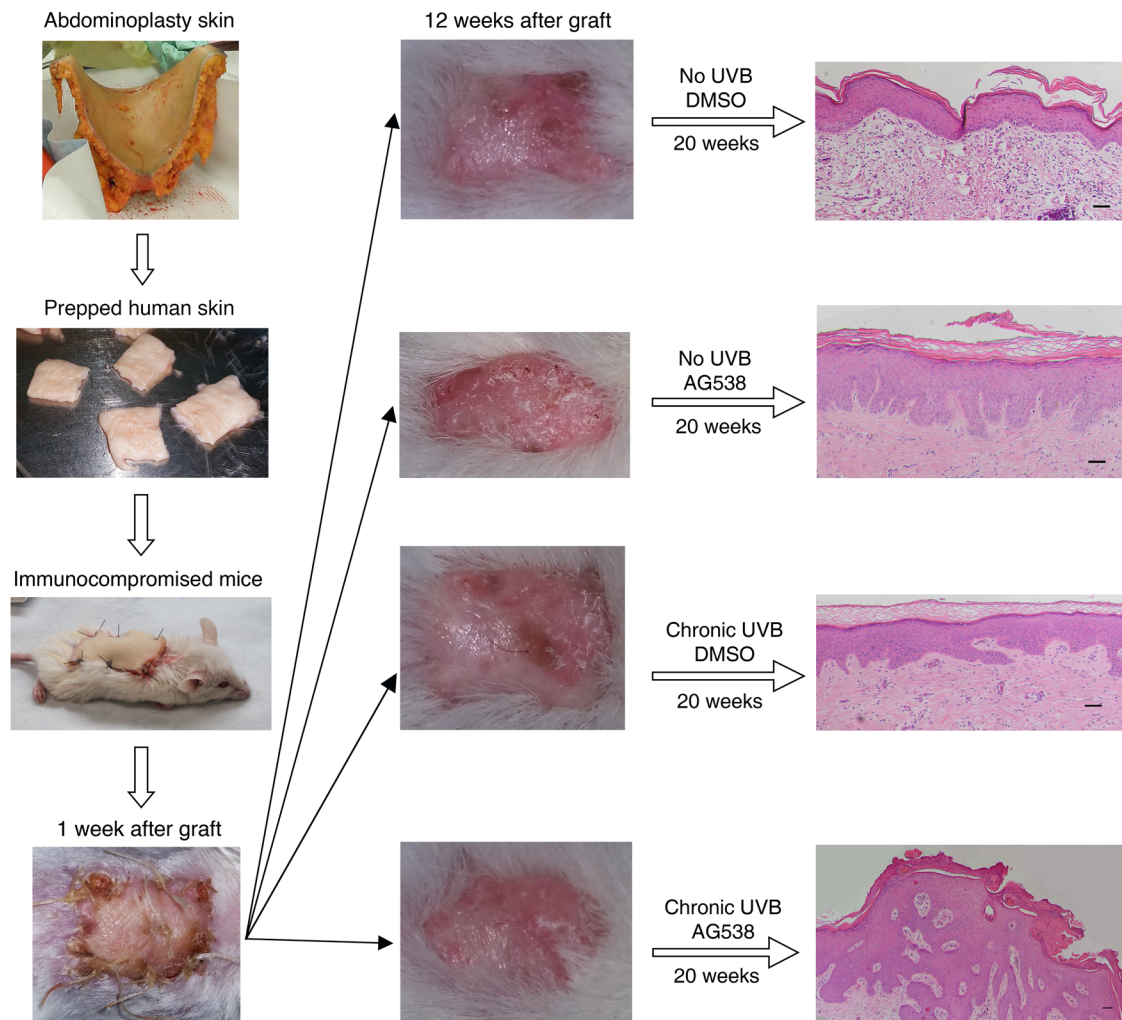 Abdominoplasty skin
Prepped human skin
Immunocompromised mice
1 week after graft
12 weeks after graft
No UVB
DMSO
20 weeks
No UVB
AG538
20 weeks
Chronic UVB
DMSO
20 weeks
Chronic UVB
AG538
20 weeks